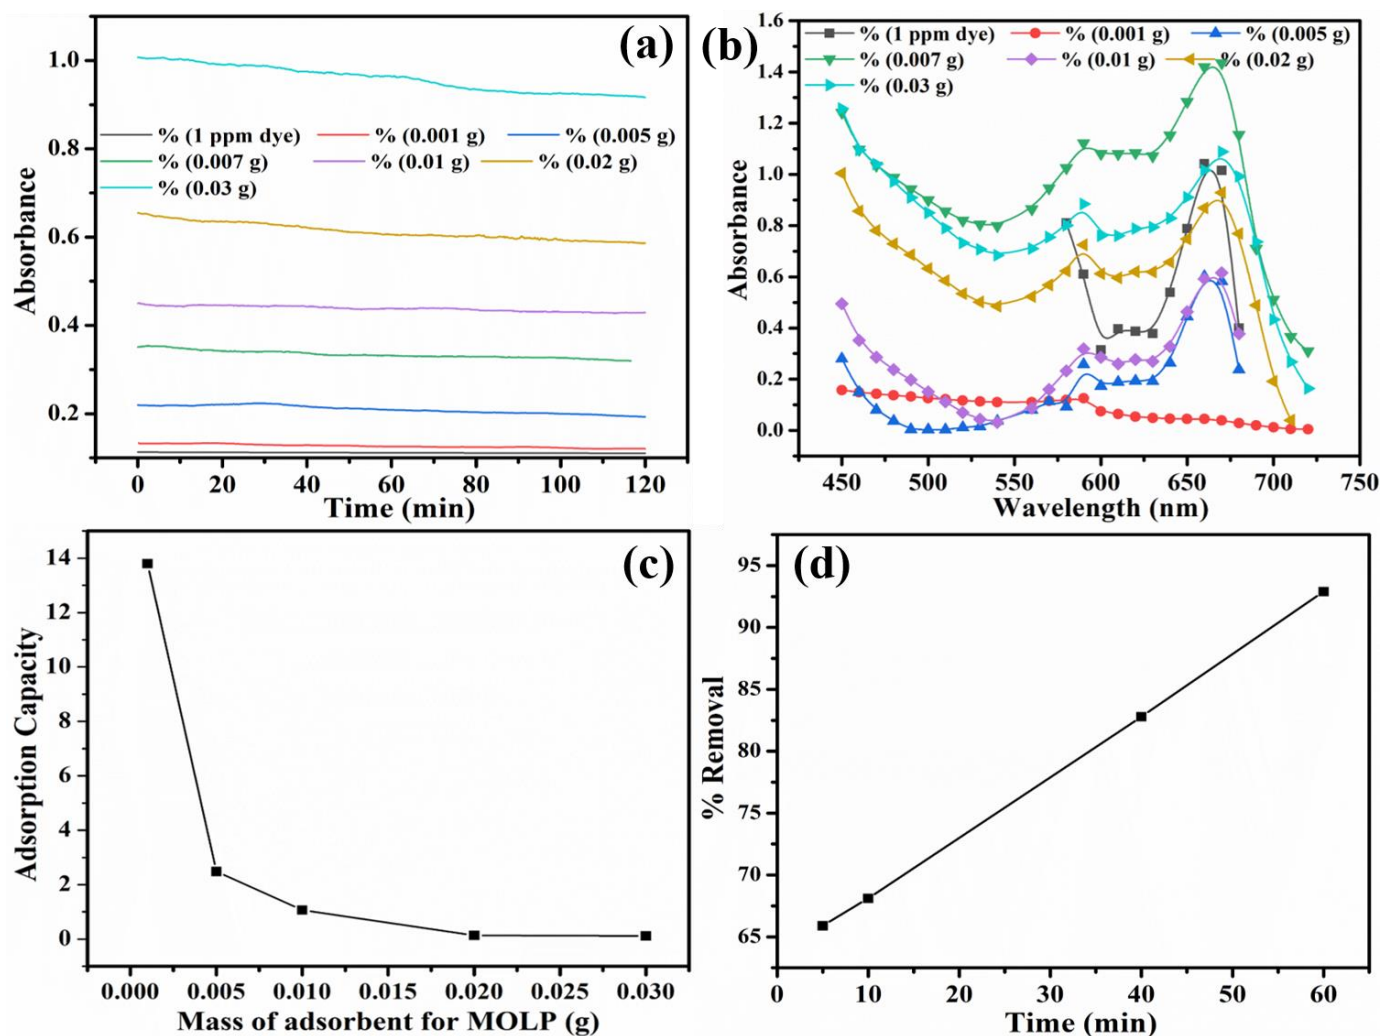 (a)
1.0
0.8
0.6
0.4
0.2
Absorbance
% (1 ppm dye) % (0.001 g) % (0.005 g)
% (0.007 g) % (0.01 g) % (0.02 g)
% (0.03 g)
0 20 40 60 80 100 120
Time (min)
(b)
1.6
1.4
1.2
1.0
0.8
0.6
0.4
0.2
0.0
Absorbance
% (1 ppm dye) % (0.001 g) % (0.005 g)
% (0.007 g) % (0.01 g) % (0.02 g)
% (0.03 g)
450 500 550 600 650 700 750
Wavelength (nm)
(c)
14
12
10
8
6
4
2
0
Adsorption Capacity
0.000 0.005 0.010 0.015 0.020 0.025 0.030
Mass of adsorbent for MOLP (g)
(d)
95
90
85
80
75
70
65
% Removal
0 10 20 30 40 50 60
Time (min)